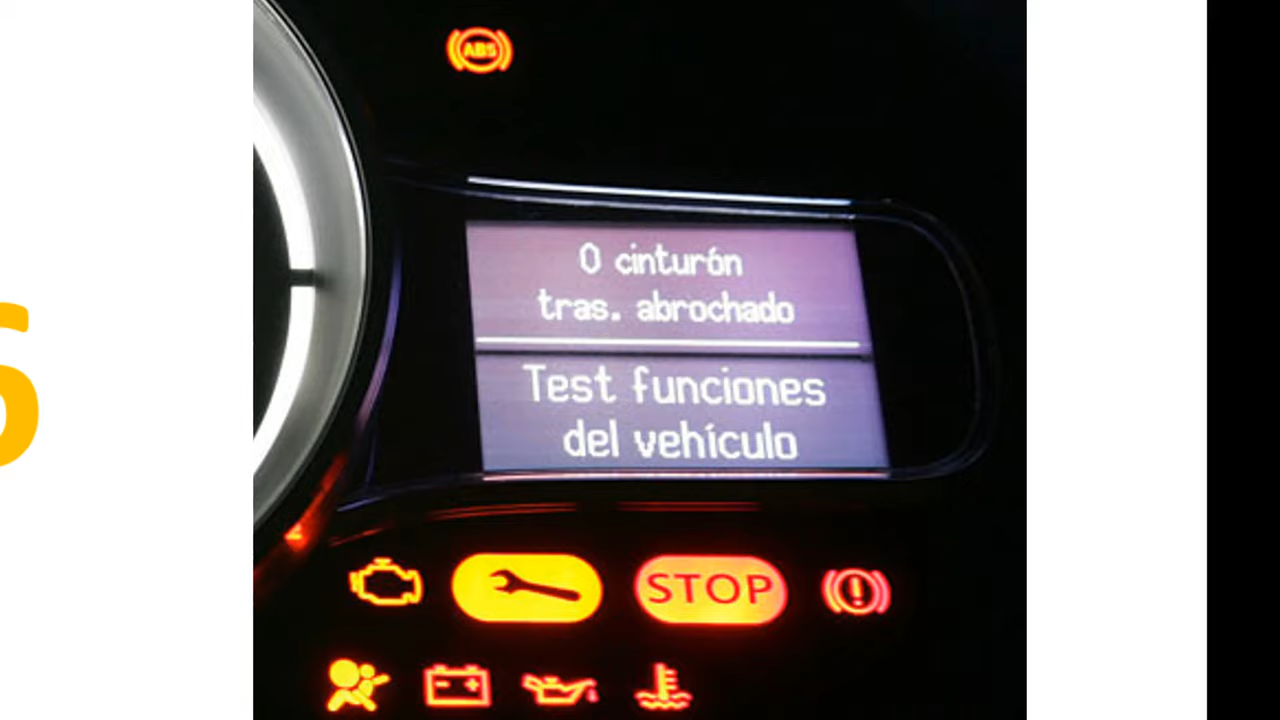 ABS
0 cinturón
tras. abrochado
Test funciones
del vehículo
STOP